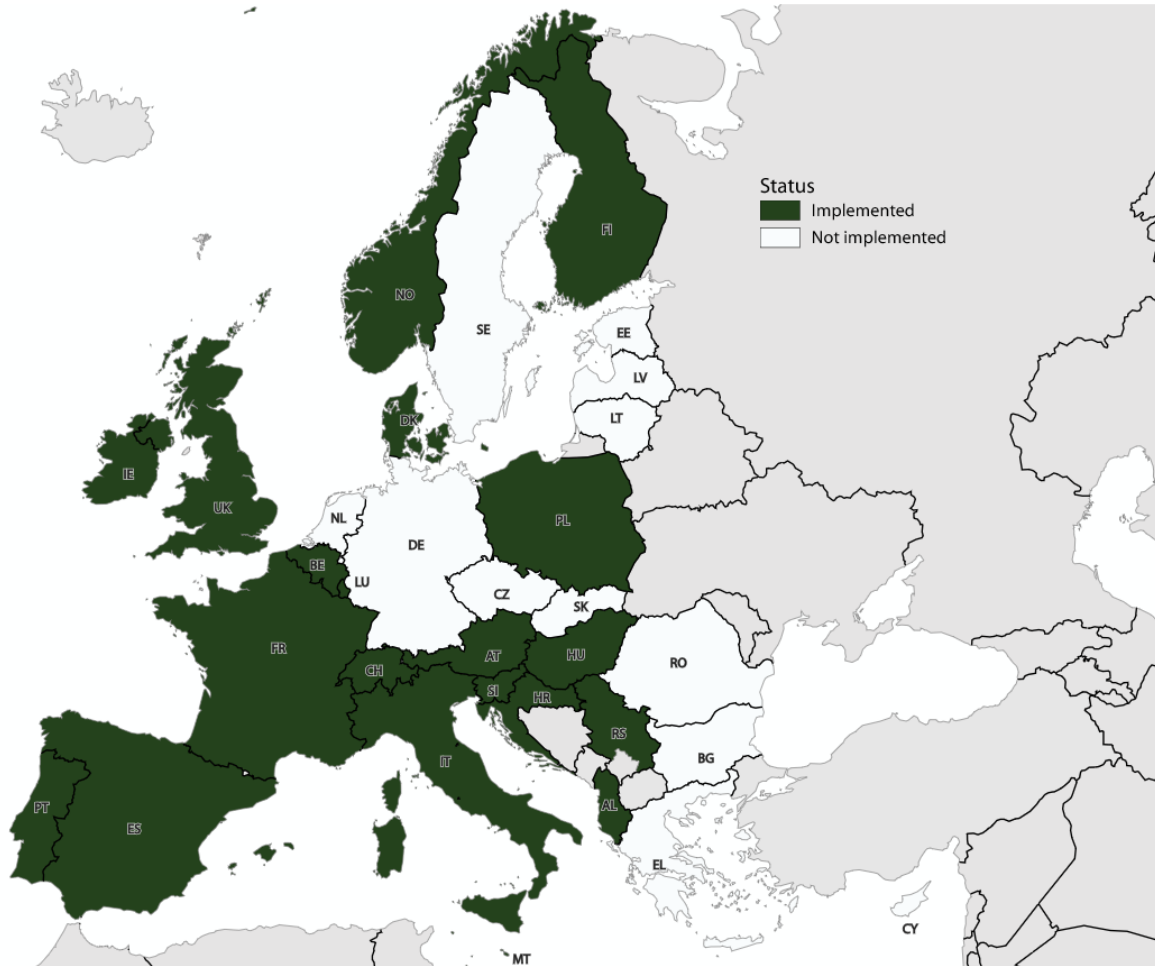 Status
Implemented
Not implemented
FI
NO
SE
EE
LV
LT
DK
IE
UK
NL
PL
DE
BE
LU
CZ
SK
FR
AT
HU
CH
RO
SI
HR
RS
IT
BG
PT
ES
AL
EL
CY
MT